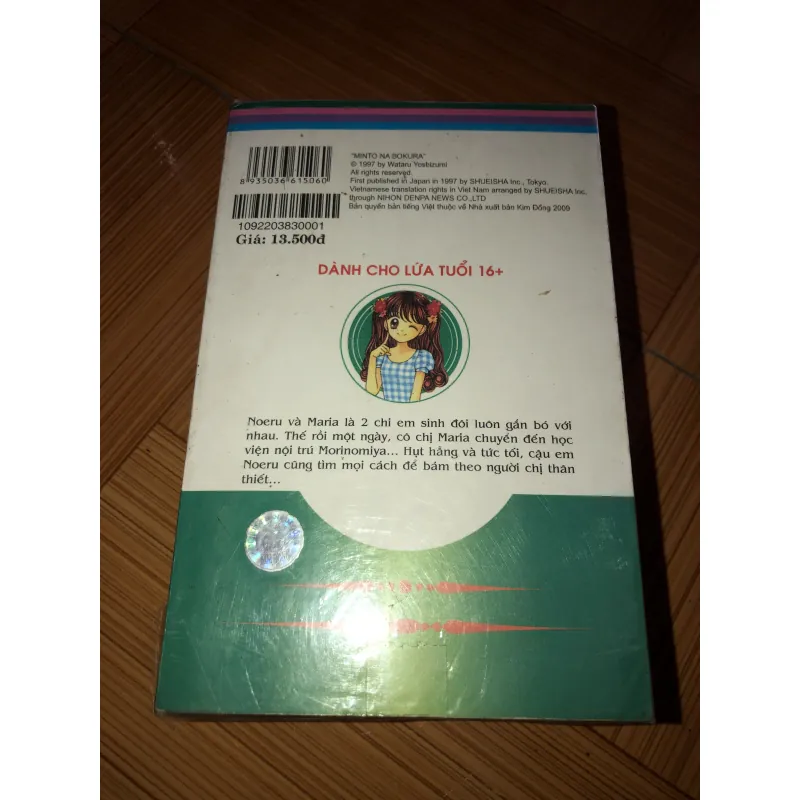 8 935036 615060
1092203830001
Giá: 13.500đ
"MINTO NA BOKURA"
© 1997 by Wataru Yoshizumi
All rights reserved.
First published in Japan in 1997 by SHUEISHA Inc., Tokyo.
Vietnamese translation rights in Viet Nam arranged by SHUEISHA Inc.
through NIHON DENPA NEWS CO.,LTD
Bản quyền bản tiếng Việt thuộc về Nhà xuất bản Kim Đồng 2009
DÀNH CHO LỨA TUỔI 16+
Noeru và Maria là 2 chi em sinh đôi luôn gắn bó với
nhau. Thế rồi một ngày, cô chị Maria chuyển đến học
viện nội trú Morinomiya... Hụt hẫng và tức tối, cậu em
Noeru cũng tìm mọi cách để bám theo người chị thân
thiết...